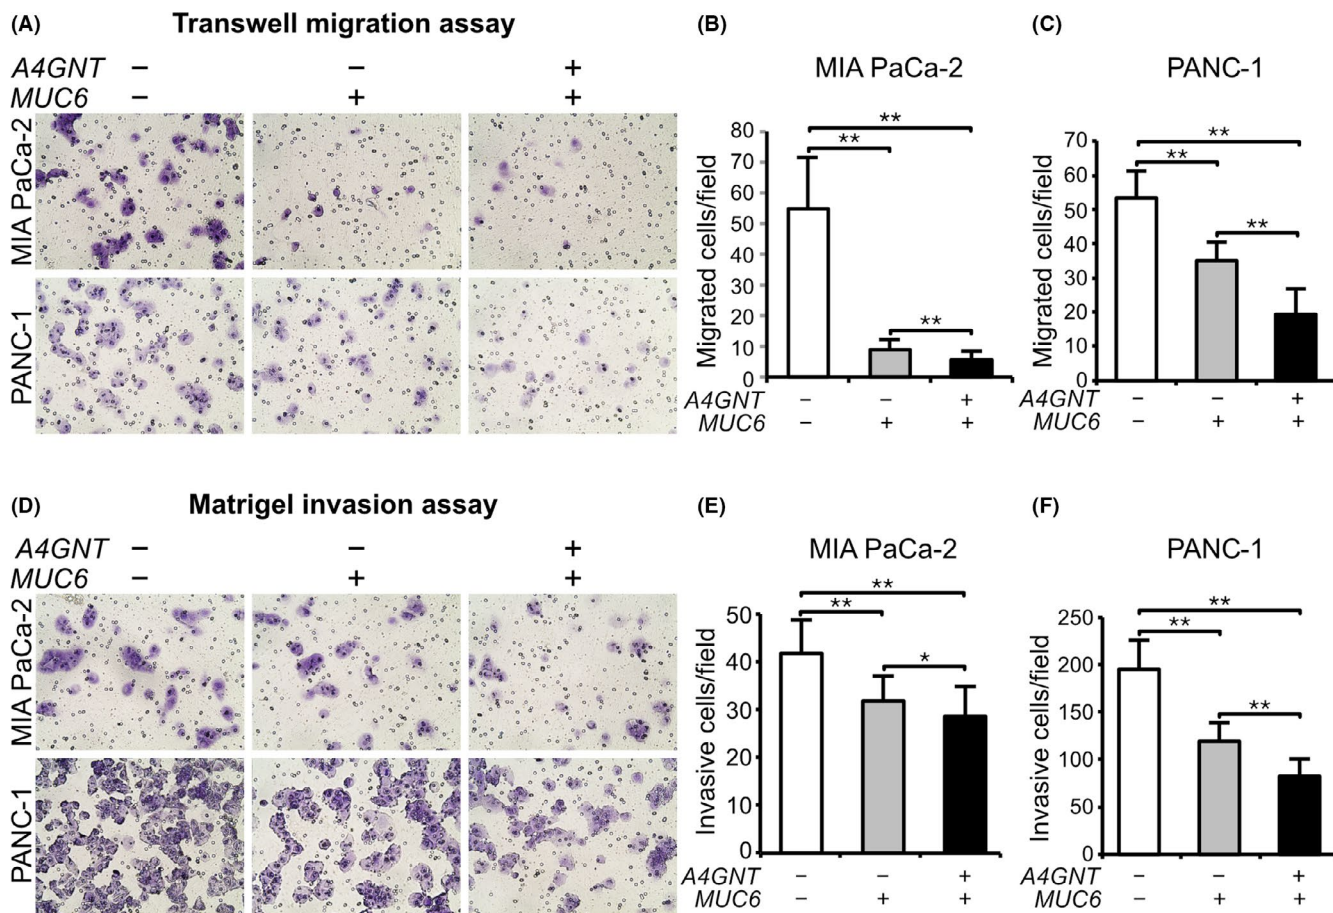 (A) Transwell migration assay
A4GNT − − +
MUC6 − + +
MIA PaCa-2
PANC-1
(B)
MIA PaCa-2
Migrated cells/field
80
70
60
50
40
30
20
10
0
**
**
**
A4GNT − − +
MUC6 − + +
(C)
PANC-1
Migrated cells/field
70
60
50
40
30
20
10
0
**
**
**
A4GNT − − +
MUC6 − + +
(D) Matrigel invasion assay
A4GNT − − +
MUC6 − + +
MIA PaCa-2
PANC-1
(E)
MIA PaCa-2
Invasive cells/field
50
40
30
20
10
0
**
**
*
A4GNT − − +
MUC6 − + +
(F)
PANC-1
Invasive cells/field
250
200
150
100
50
0
**
**
**
A4GNT − − +
MUC6 − + +